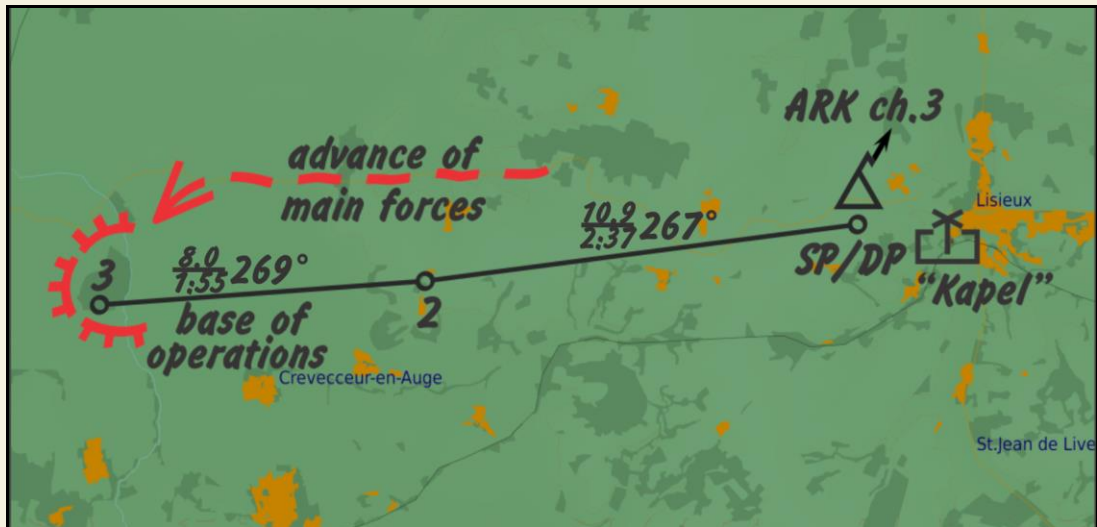 ARK ch.3
advance of
main forces
Lisieux
10.9
2:37 267°
SP/DP
"Kapel"
8.0
1:55 269°
3
2
base of
operations
Crevecceur-en-Auge
St.Jean de Live